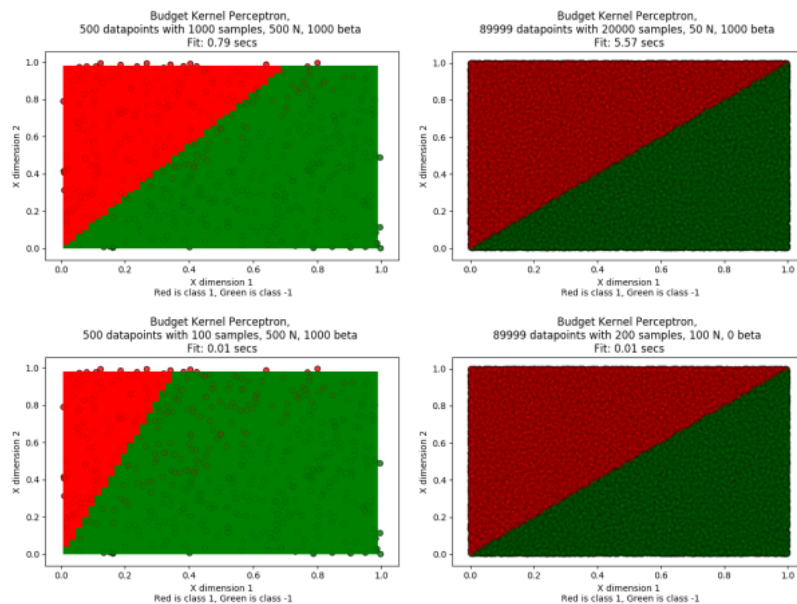 Budget Kernel Perceptron,
500 datapoints with 1000 samples, 500 N, 1000 beta
Fit: 0.79 secs
1.0
0.8
0.6
0.4
0.2
0.0
X dimension 2
0.0 0.2 0.4 0.6 0.8 1.0
X dimension 1
Red is class 1, Green is class -1
Budget Kernel Perceptron,
89999 datapoints with 20000 samples, 50 N, 1000 beta
Fit: 5.57 secs
1.0
0.8
0.6
0.4
0.2
0.0
X dimension 2
0.0 0.2 0.4 0.6 0.8 1.0
X dimension 1
Red is class 1, Green is class -1
Budget Kernel Perceptron,
500 datapoints with 100 samples, 500 N, 1000 beta
Fit: 0.01 secs
1.0
0.8
0.6
0.4
0.2
0.0
X dimension 2
0.0 0.2 0.4 0.6 0.8 1.0
X dimension 1
Red is class 1, Green is class -1
Budget Kernel Perceptron,
89999 datapoints with 200 samples, 100 N, 0 beta
Fit: 0.01 secs
1.0
0.8
0.6
0.4
0.2
0.0
X dimension 2
0.0 0.2 0.4 0.6 0.8 1.0
X dimension 1
Red is class 1, Green is class -1